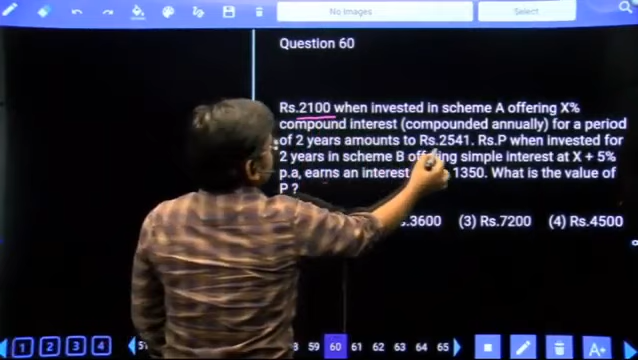 No Images
Select
Question 60
Rs.2100 when invested in scheme A offering X%
compound interest (compounded annually) for a period
of 2 years amounts to Rs.2541. Rs.P when invested for
2 years in scheme B offering simple interest at X + 5%
p.a, earns an interest 1350. What is the value of
P ?
3600 (3) Rs.7200 (4) Rs.4500
1 2 3 4 59 60 61 62 63 64 65 A+